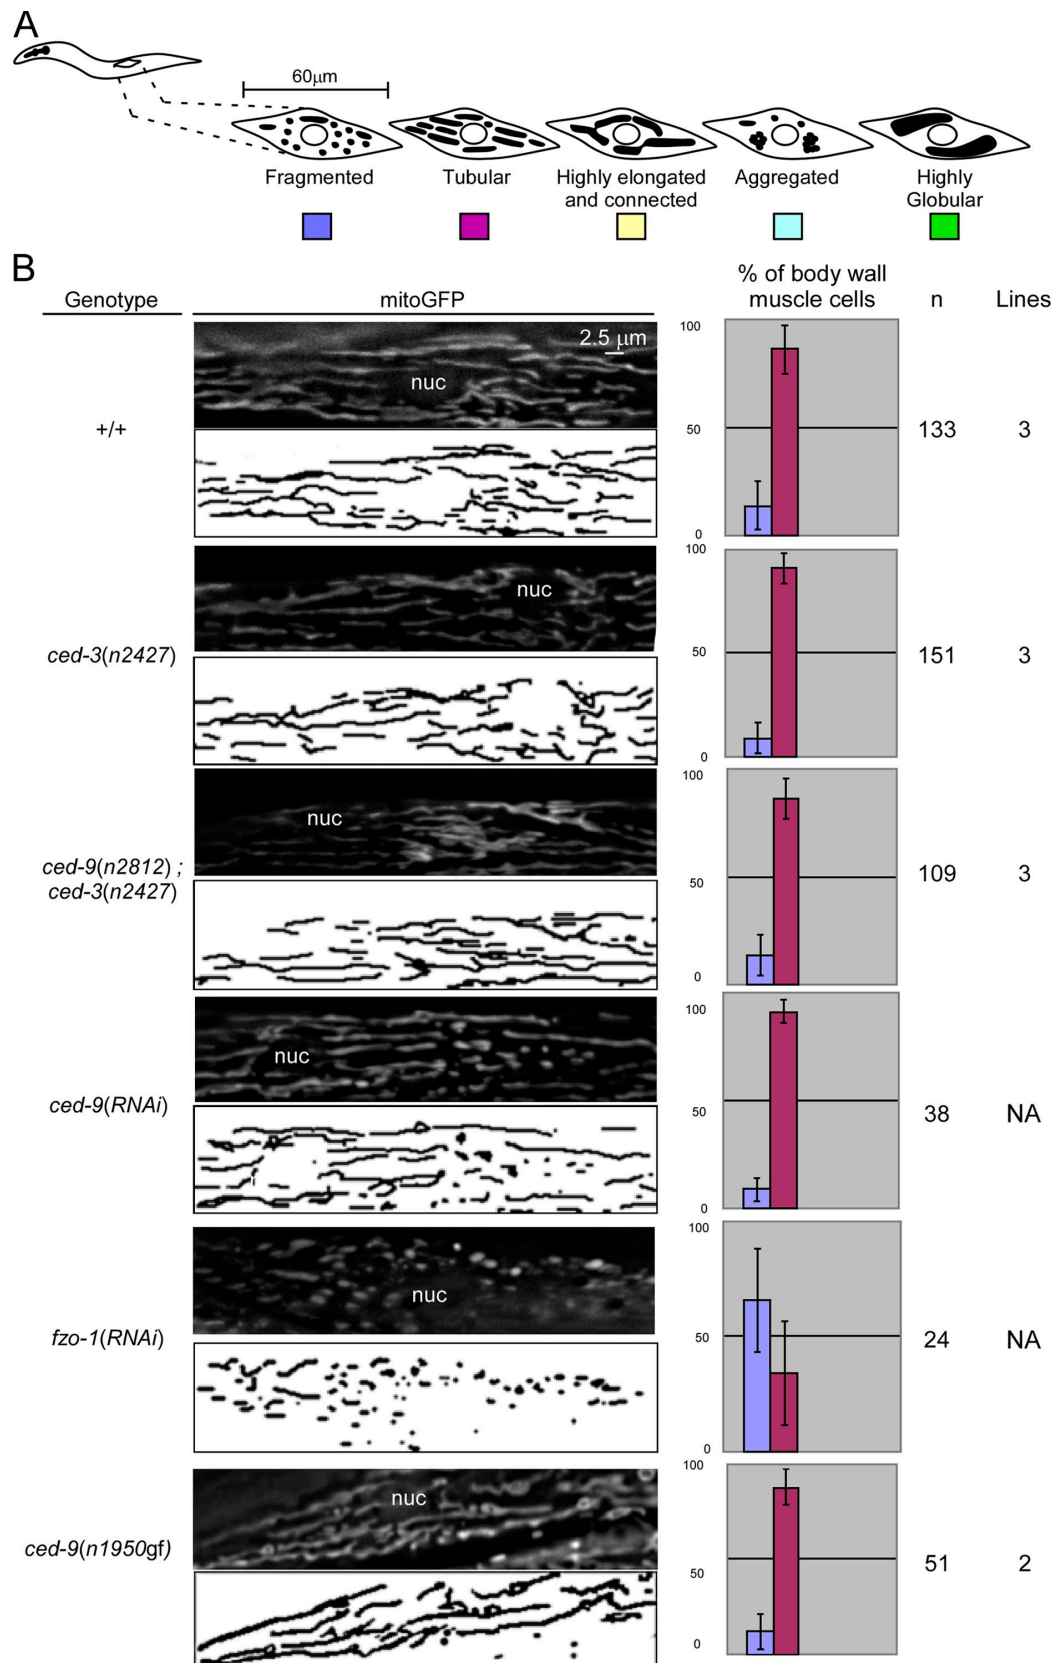 A
60μm
Fragmented
Tubular
Highly elongated
and connected
Aggregated
Highly
Globular
B
Genotype
mitoGFP
% of body wall
muscle cells
n
Lines
+/+
2.5 μm
nuc
100
50
0
133
3
ced-3(n2427)
nuc
100
50
0
151
3
ced-9(n2812) ;
ced-3(n2427)
nuc
100
50
0
109
3
ced-9(RNAi)
nuc
100
50
0
38
NA
fzo-1(RNAi)
nuc
100
50
0
24
NA
ced-9(n1950gf)
nuc
100
50
0
51
2